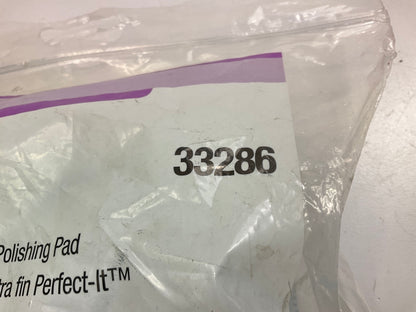 33286
Polishing Pad
tra fin Perfect-It™